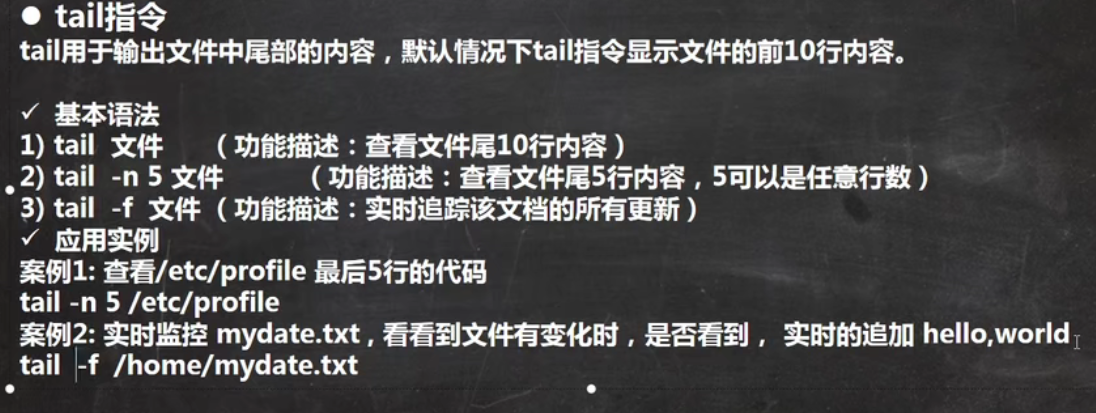 ● tail指令
tail用于输出文件中尾部的内容，默认情况下tail指令显示文件的前10行内容。
✓ 基本语法
1) tail 文件 （功能描述：查看文件尾10行内容）
2) tail -n 5 文件 （功能描述：查看文件尾5行内容，5可以是任意行数）
3) tail -f 文件（功能描述：实时追踪该文档的所有更新）
✓ 应用实例
案例1: 查看/etc/profile 最后5行的代码
tail -n 5 /etc/profile
案例2: 实时监控 mydate.txt , 看看到文件有变化时，是否看到， 实时的追加 hello,world
tail -f /home/mydate.txt